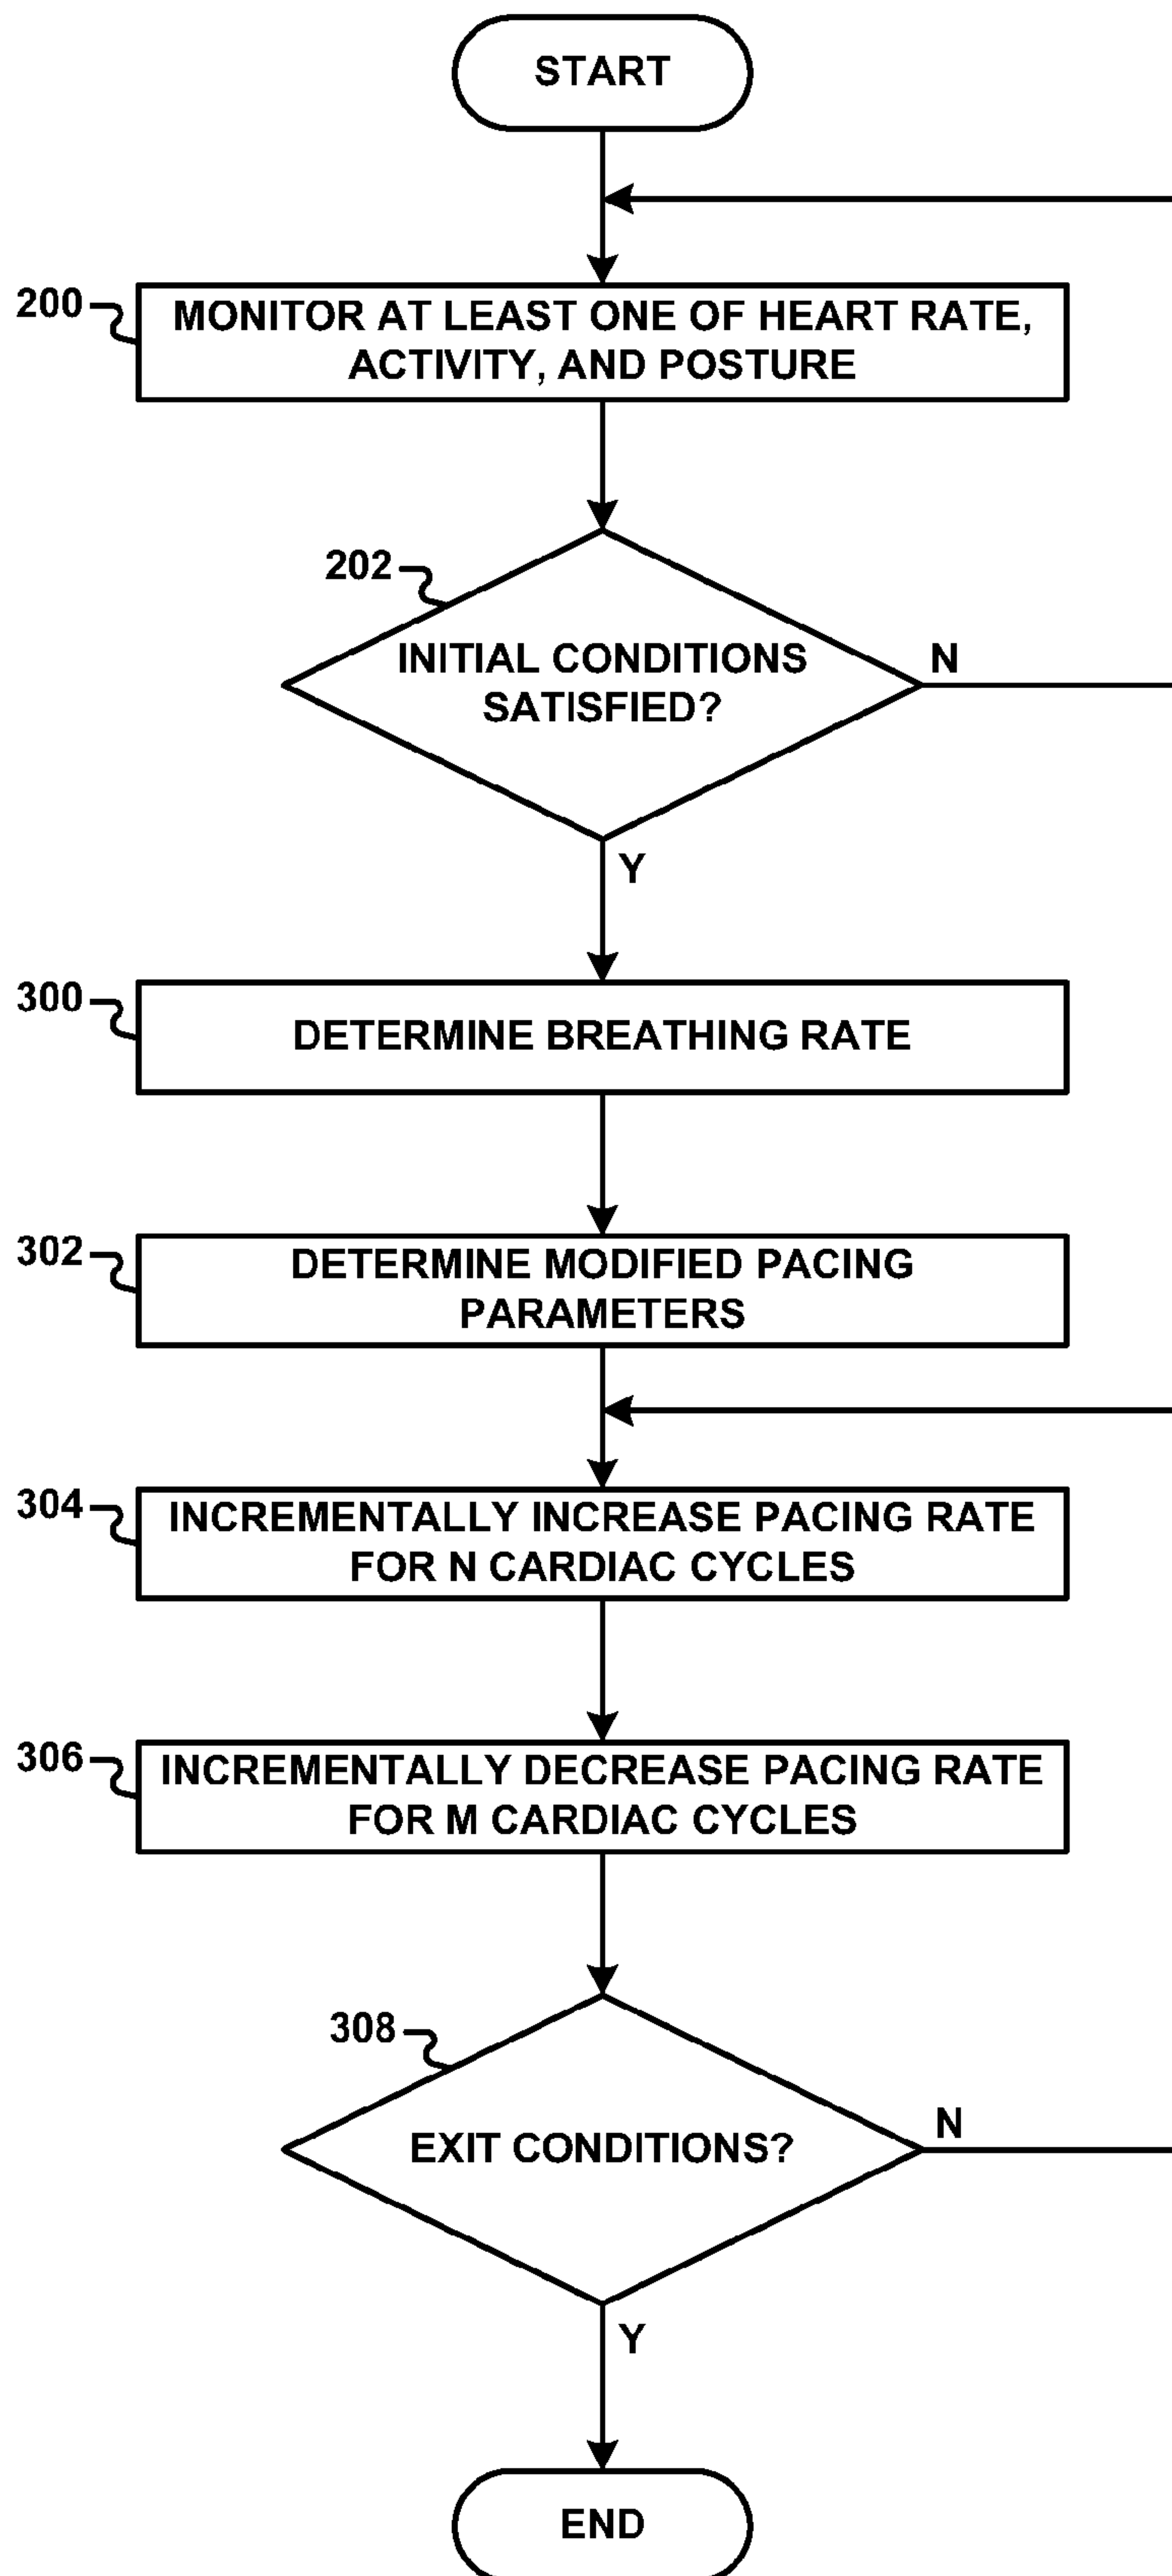 START
200
MONITOR AT LEAST ONE OF HEART RATE,
ACTIVITY, AND POSTURE
202
INITIAL CONDITIONS
SATISFIED?
N
Y
300
DETERMINE BREATHING RATE
302
DETERMINE MODIFIED PACING
PARAMETERS
304
INCREMENTALLY INCREASE PACING RATE
FOR N CARDIAC CYCLES
306
INCREMENTALLY DECREASE PACING RATE
FOR M CARDIAC CYCLES
308
EXIT CONDITIONS?
N
Y
END